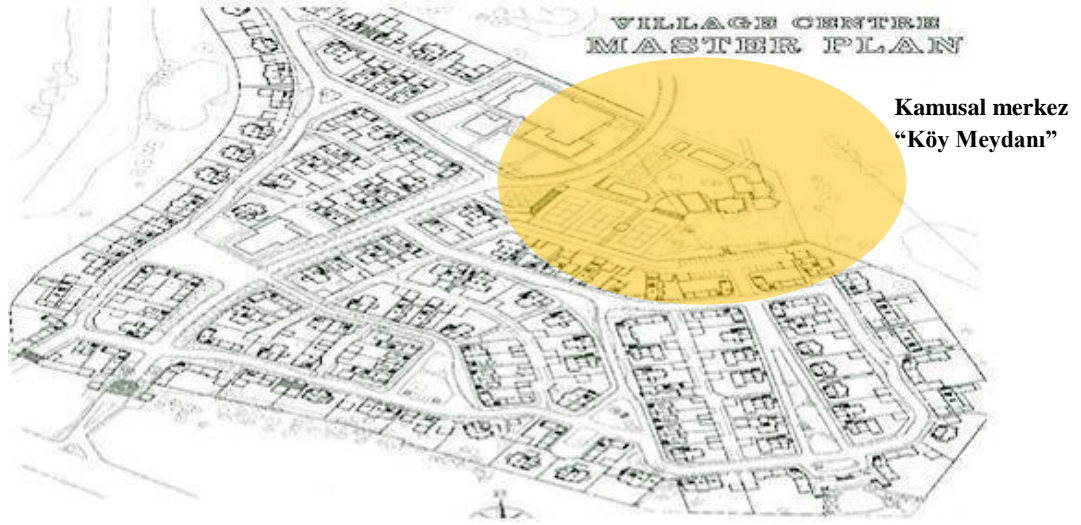 VILLAGE CENTRE
MASTER PLAN
Kamusal merkez
“Köy Meydanı”